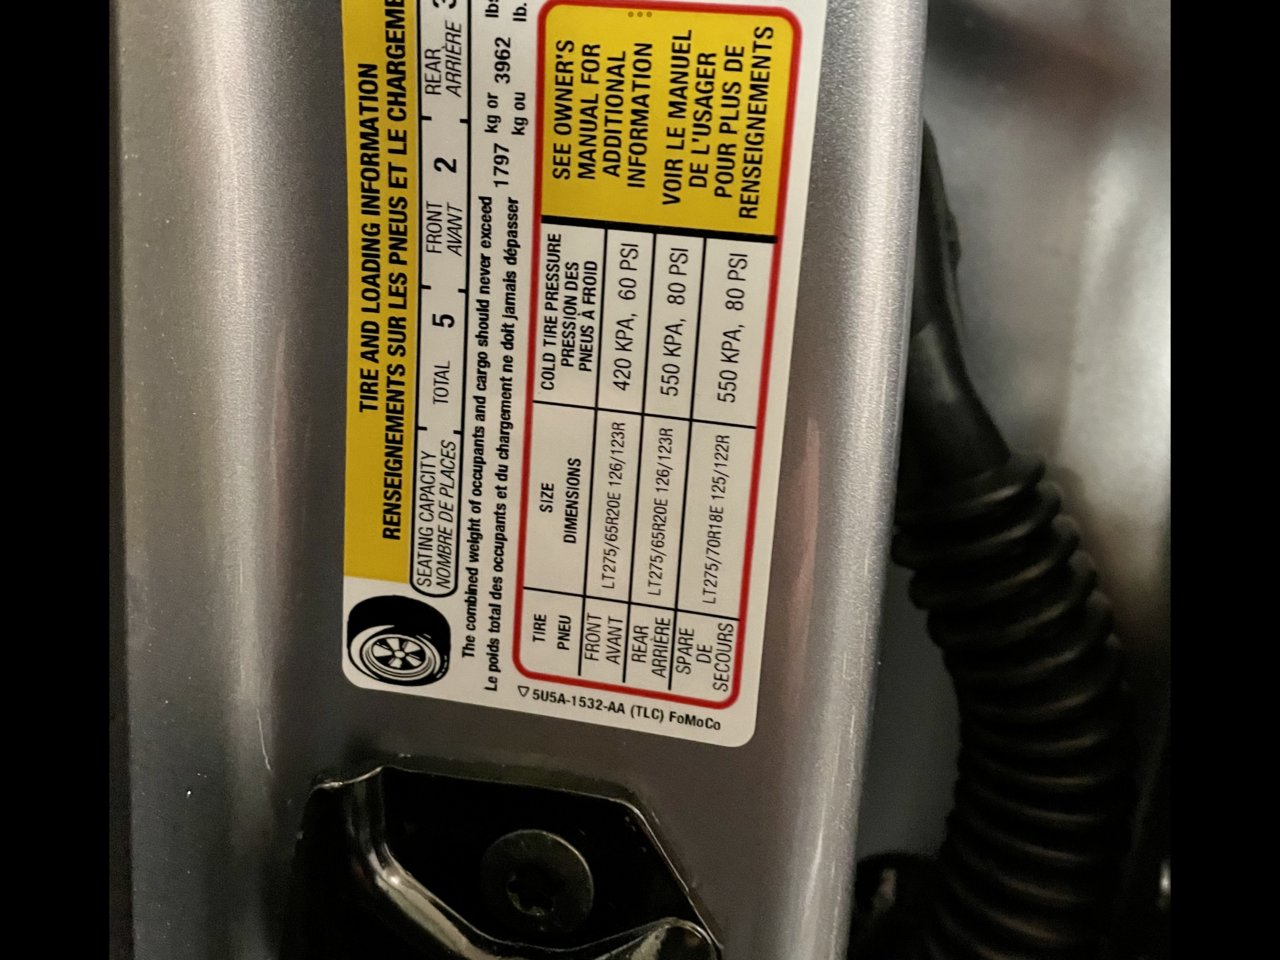 TIRE AND LOADING INFORMATION
RENSEIGNEMENTS SUR LES PNEUS ET LE CHARGEME
SEATING CAPACITY TOTAL 5 FRONT 2 REAR 3
NOMBRE DE PLACES AVANT ARRIÈRE
The combined weight of occupants and cargo should never exceed 1797 kg or 3962 lbs
Le poids total des occupants et du chargement ne doit jamais dépasser kg ou lb.
TIRE SIZE COLD TIRE PRESSURE
PNEU DIMENSIONS PRESSION DES
PNEUS À FROID
FRONT LT275/65R20E 126/123R 420 KPA, 60 PSI
AVANT
REAR LT275/65R20E 126/123R 550 KPA, 80 PSI
ARRIÈRE
SPARE LT275/70R18E 125/122R 550 KPA, 80 PSI
DE
SECOURS
SEE OWNER'S
MANUAL FOR
ADDITIONAL
INFORMATION
VOIR LE MANUEL
DE L'USAGER
POUR PLUS DE
RENSEIGNEMENTS
5U5A-1532-AA (TLC) FoMoCo